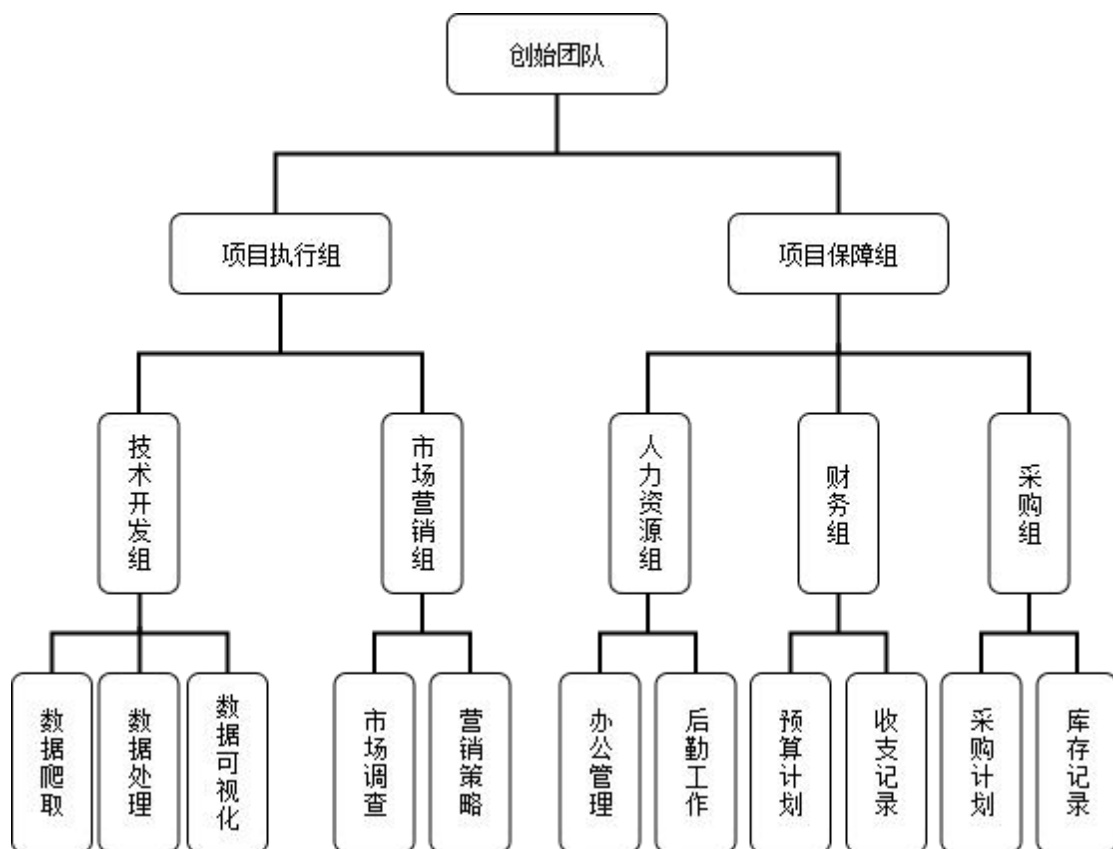 创始团队
项目执行组
项目保障组
技术开发组
市场营销组
人力资源组
财务组
采购组
数据爬取
数据处理
数据可视化
市场调查
营销策略
办公管理
后勤工作
预算计划
收支记录
采购计划
库存记录